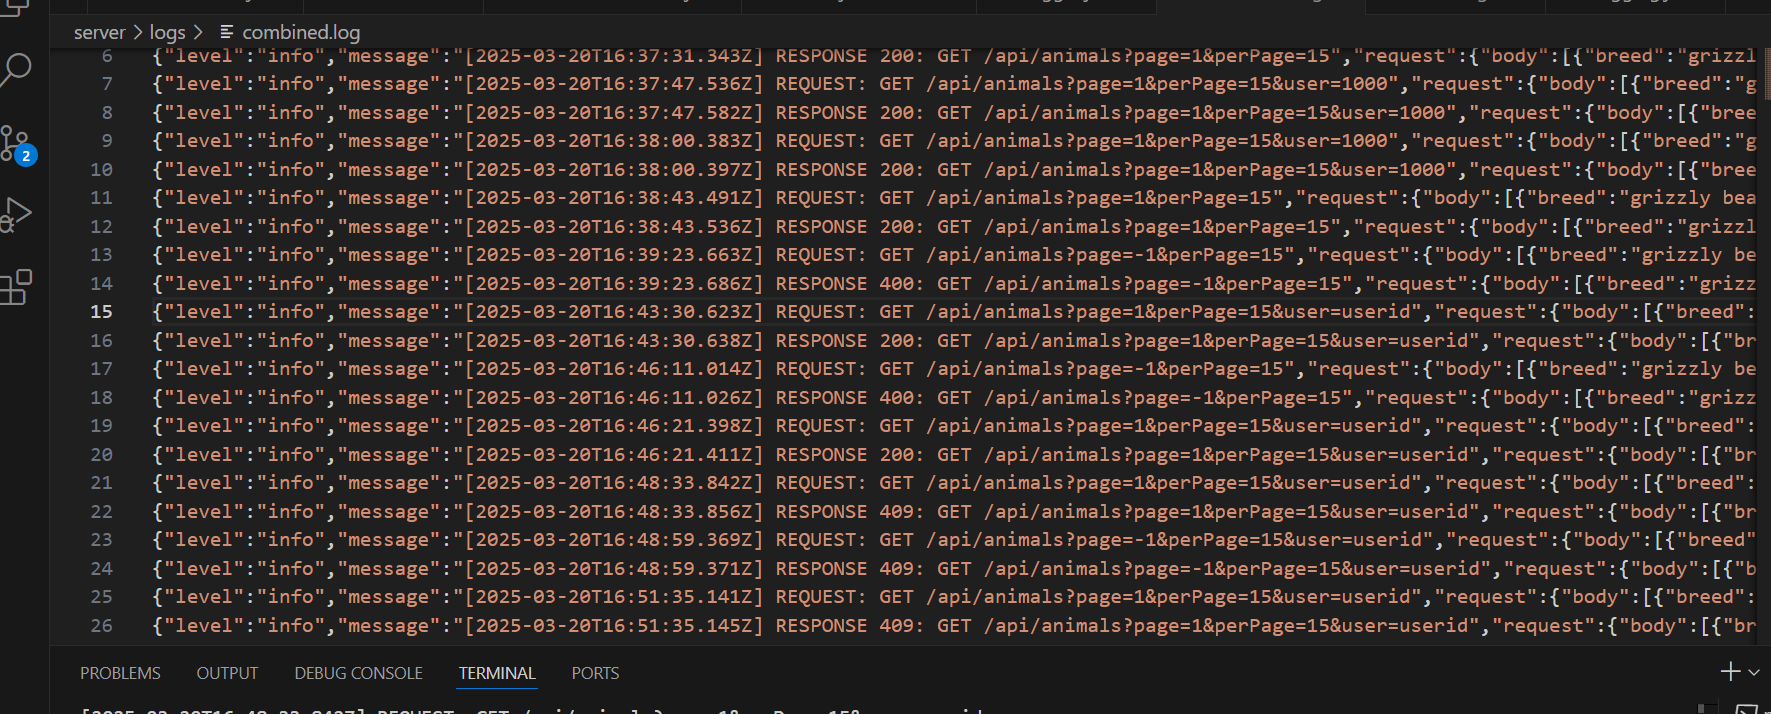 server > logs > combined.log
6 {"level":"info","message":"[2025-03-20T16:37:31.343Z] RESPONSE 200: GET /api/animals?page=1&perPage=15","request":{"body":[{"breed":"grizzl
7 {"level":"info","message":"[2025-03-20T16:37:47.536Z] REQUEST: GET /api/animals?page=1&perPage=15&user=1000","request":{"body":[{"breed":"g
8 {"level":"info","message":"[2025-03-20T16:37:47.582Z] RESPONSE 200: GET /api/animals?page=1&perPage=15&user=1000","request":{"body":[{"bree
9 {"level":"info","message":"[2025-03-20T16:38:00.383Z] REQUEST: GET /api/animals?page=1&perPage=15&user=1000","request":{"body":[{"breed":"g
10 {"level":"info","message":"[2025-03-20T16:38:00.397Z] RESPONSE 200: GET /api/animals?page=1&perPage=15&user=1000","request":{"body":[{"bree
11 {"level":"info","message":"[2025-03-20T16:38:43.491Z] REQUEST: GET /api/animals?page=1&perPage=15","request":{"body":[{"breed":"grizzly bea
12 {"level":"info","message":"[2025-03-20T16:38:43.536Z] RESPONSE 200: GET /api/animals?page=1&perPage=15","request":{"body":[{"breed":"grizzl
13 {"level":"info","message":"[2025-03-20T16:39:23.663Z] REQUEST: GET /api/animals?page=-1&perPage=15","request":{"body":[{"breed":"grizzly be
14 {"level":"info","message":"[2025-03-20T16:39:23.686Z] RESPONSE 400: GET /api/animals?page=-1&perPage=15","request":{"body":[{"breed":"grizz
15 {"level":"info","message":"[2025-03-20T16:43:30.623Z] REQUEST: GET /api/animals?page=1&perPage=15&user=userid","request":{"body":[{"breed":
16 {"level":"info","message":"[2025-03-20T16:43:30.638Z] RESPONSE 200: GET /api/animals?page=1&perPage=15&user=userid","request":{"body":[{"br
17 {"level":"info","message":"[2025-03-20T16:46:11.014Z] REQUEST: GET /api/animals?page=-1&perPage=15","request":{"body":[{"breed":"grizzly be
18 {"level":"info","message":"[2025-03-20T16:46:11.026Z] RESPONSE 400: GET /api/animals?page=-1&perPage=15","request":{"body":[{"breed":"grizz
19 {"level":"info","message":"[2025-03-20T16:46:21.398Z] REQUEST: GET /api/animals?page=1&perPage=15&user=userid","request":{"body":[{"breed":
20 {"level":"info","message":"[2025-03-20T16:46:21.411Z] RESPONSE 200: GET /api/animals?page=1&perPage=15&user=userid","request":{"body":[{"br
21 {"level":"info","message":"[2025-03-20T16:48:33.842Z] REQUEST: GET /api/animals?page=1&perPage=15&user=userid","request":{"body":[{"breed":
22 {"level":"info","message":"[2025-03-20T16:48:33.856Z] RESPONSE 409: GET /api/animals?page=1&perPage=15&user=userid","request":{"body":[{"br
23 {"level":"info","message":"[2025-03-20T16:48:59.369Z] REQUEST: GET /api/animals?page=-1&perPage=15&user=userid","request":{"body":[{"breed"
24 {"level":"info","message":"[2025-03-20T16:48:59.371Z] RESPONSE 409: GET /api/animals?page=-1&perPage=15&user=userid","request":{"body":[{"b
25 {"level":"info","message":"[2025-03-20T16:51:35.141Z] REQUEST: GET /api/animals?page=1&perPage=15&user=userid","request":{"body":[{"breed":
26 {"level":"info","message":"[2025-03-20T16:51:35.145Z] RESPONSE 409: GET /api/animals?page=1&perPage=15&user=userid","request":{"body":[{"br
2
PROBLEMS OUTPUT DEBUG CONSOLE TERMINAL PORTS